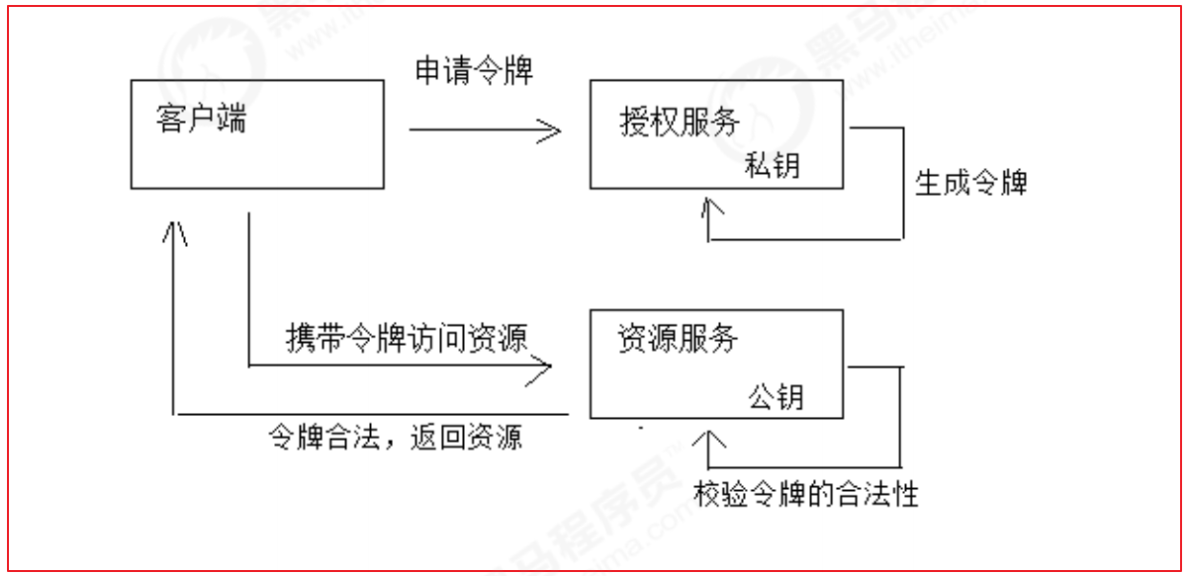 黑马程序员
www.itheima.com
申请令牌
客户端
授权服务
私钥
生成令牌
携带令牌访问资源
资源服务
公钥
令牌合法，返回资源
校验令牌的合法性